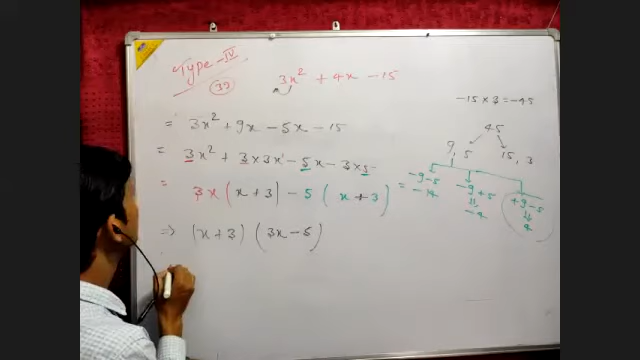 Type-IV
39
3x² + 4x - 15
= 3x² + 9x - 5x - 15
= 3x² + 3×3x - 5x - 3×5
= 3x (x + 3) - 5 (x + 3)
⇒ (x + 3) (3x - 5)
-15 × 3 = -45
45
9, 5 15, 3
= -9-5 -9+5 +9-5
-14 ⇓ ⇓
-4 4